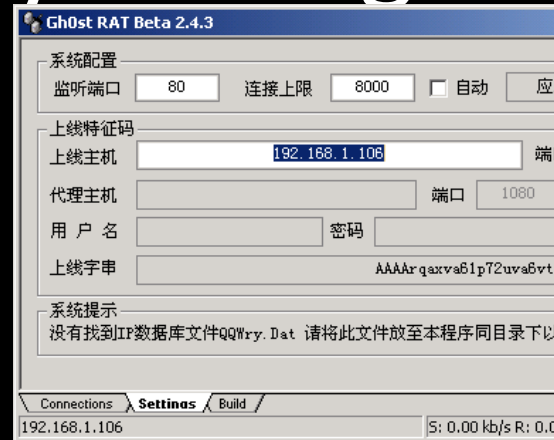 Gh0st RAT Beta 2.4.3
系统配置
监听端口 80 连接上限 8000 自动 应
上线特征码
上线主机 192.168.1.106 端
代理主机 端口 1080
用 户 名 密码
上线字串 AAAArqaxva61p72uva6vt
系统提示
没有找到IP数据库文件QQWry.Dat 请将此文件放至本程序同目录下以
Connections Settings Build
192.168.1.106 S: 0.00 kb/s R: 0.0